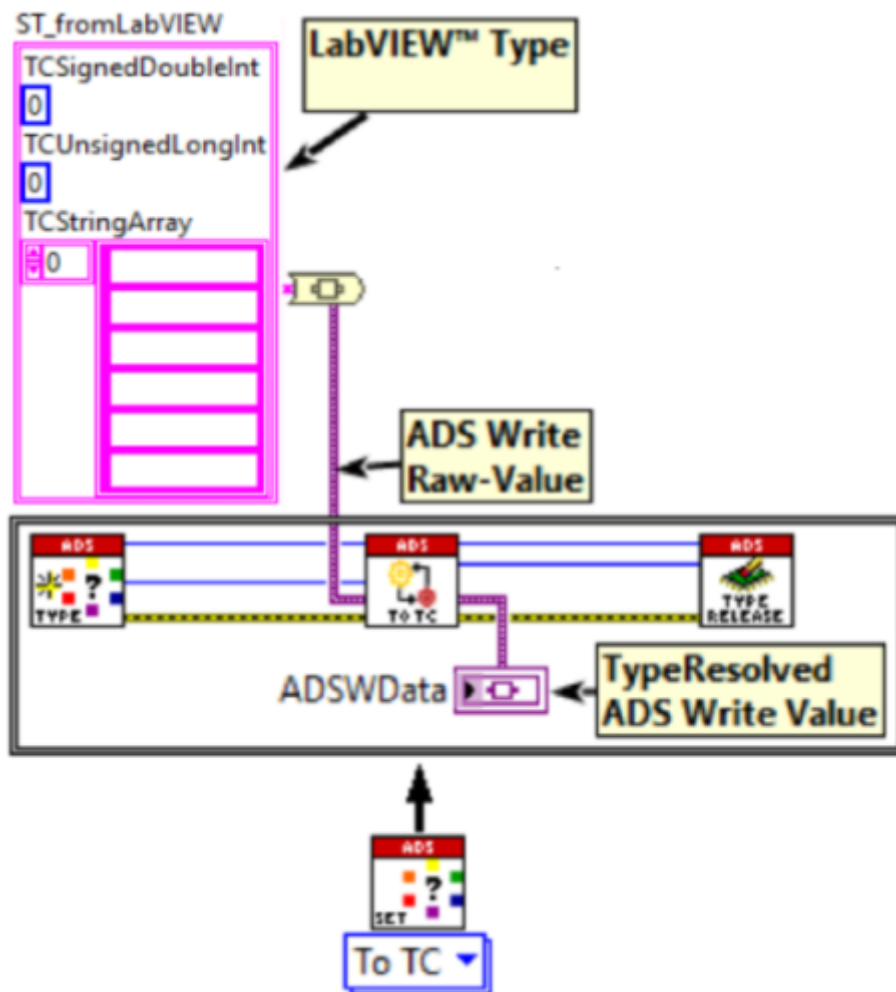 ST_fromLabVIEW
LabVIEW™ Type
TCSignedDoubleInt
0
TCUnsignedLongInt
0
TCStringArray
0
ADS Write
Raw-Value
ADS
?
TYPE
ADS
TO TC
ADS
TYPE
RELEASE
ADSWData
TypeResolved
ADS Write Value
ADS
?
SET
To TC